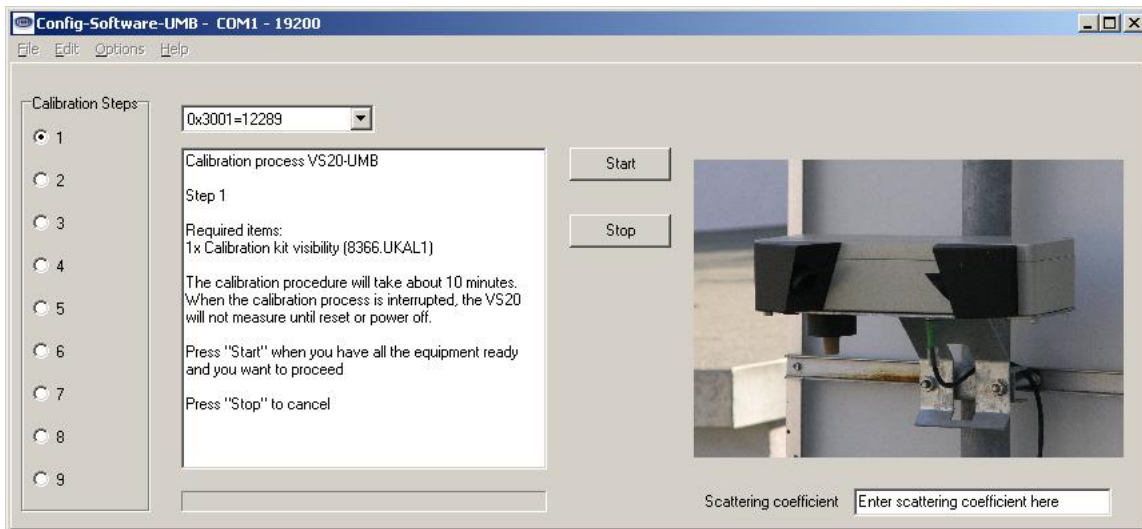 Config-Software-UMB - COM1 - 19200
File Edit Options Help
Calibration Steps
1
2
3
4
5
6
7
8
9
0x3001=12289
Calibration process VS20-UMB
Step 1
Required items:
1x Calibration kit visibility (8366.UKAL1)
The calibration procedure will take about 10 minutes.
When the calibration process is interrupted, the VS20
will not measure until reset or power off.
Press "Start" when you have all the equipment ready
and you want to proceed
Press "Stop" to cancel
Start
Stop
Scattering coefficient
Enter scattering coefficient here